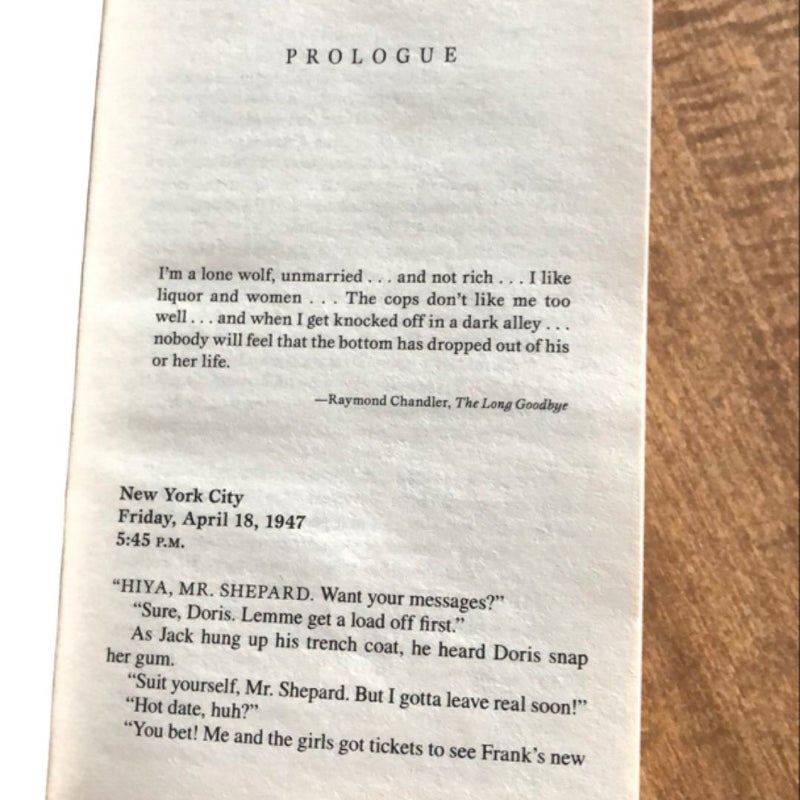 PROLOGUE
I'm a lone wolf, unmarried . . . and not rich . . . I like
liquor and women . . . The cops don't like me too
well . . . and when I get knocked off in a dark alley . . .
nobody will feel that the bottom has dropped out of his
or her life.
—Raymond Chandler, The Long Goodbye
New York City
Friday, April 18, 1947
5:45 P.M.
“HIYA, MR. SHEPARD. Want your messages?”
“Sure, Doris. Lemme get a load off first.”
As Jack hung up his trench coat, he heard Doris snap
her gum.
“Suit yourself, Mr. Shepard. But I gotta leave real soon!”
“Hot date, huh?”
“You bet! Me and the girls got tickets to see Frank’s new